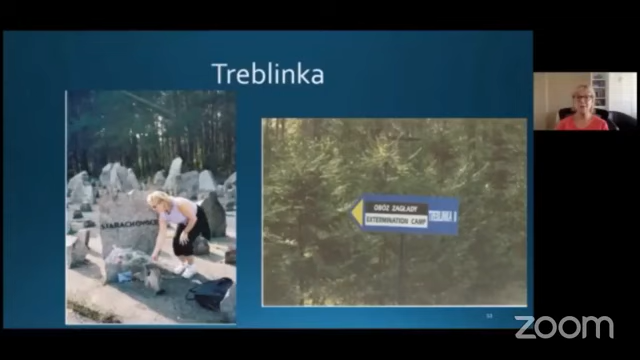 Treblinka
STARACHOWICE
OBÓZ ZAGŁADY
EXTERMINATION CAMP
zoom